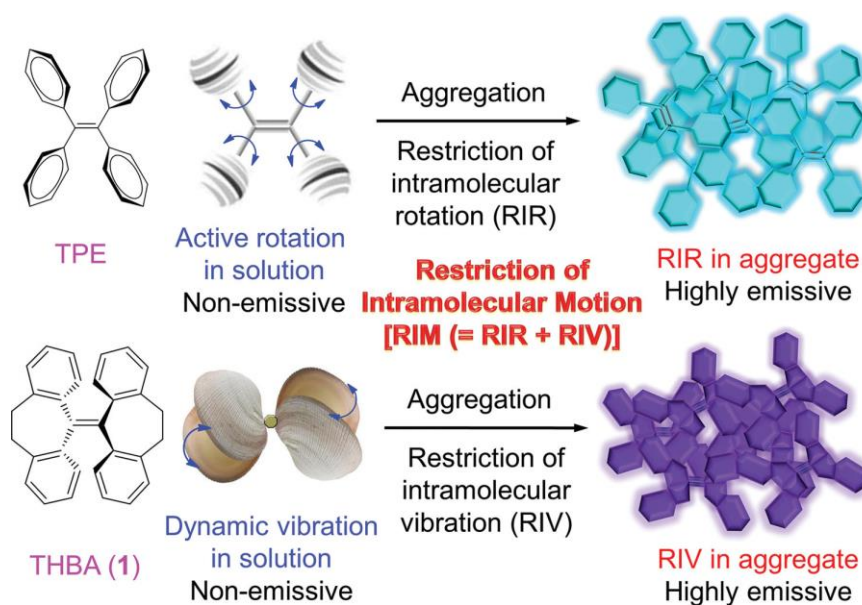 TPE
Active rotation
in solution
Non-emissive
Aggregation
Restriction of
intramolecular
rotation (RIR)
RIR in aggregate
Highly emissive
Restriction of
Intramolecular Motion
[RIM (= RIR + RIV)]
THBA (1)
Dynamic vibration
in solution
Non-emissive
Aggregation
Restriction of
intramolecular
vibration (RIV)
RIV in aggregate
Highly emissive